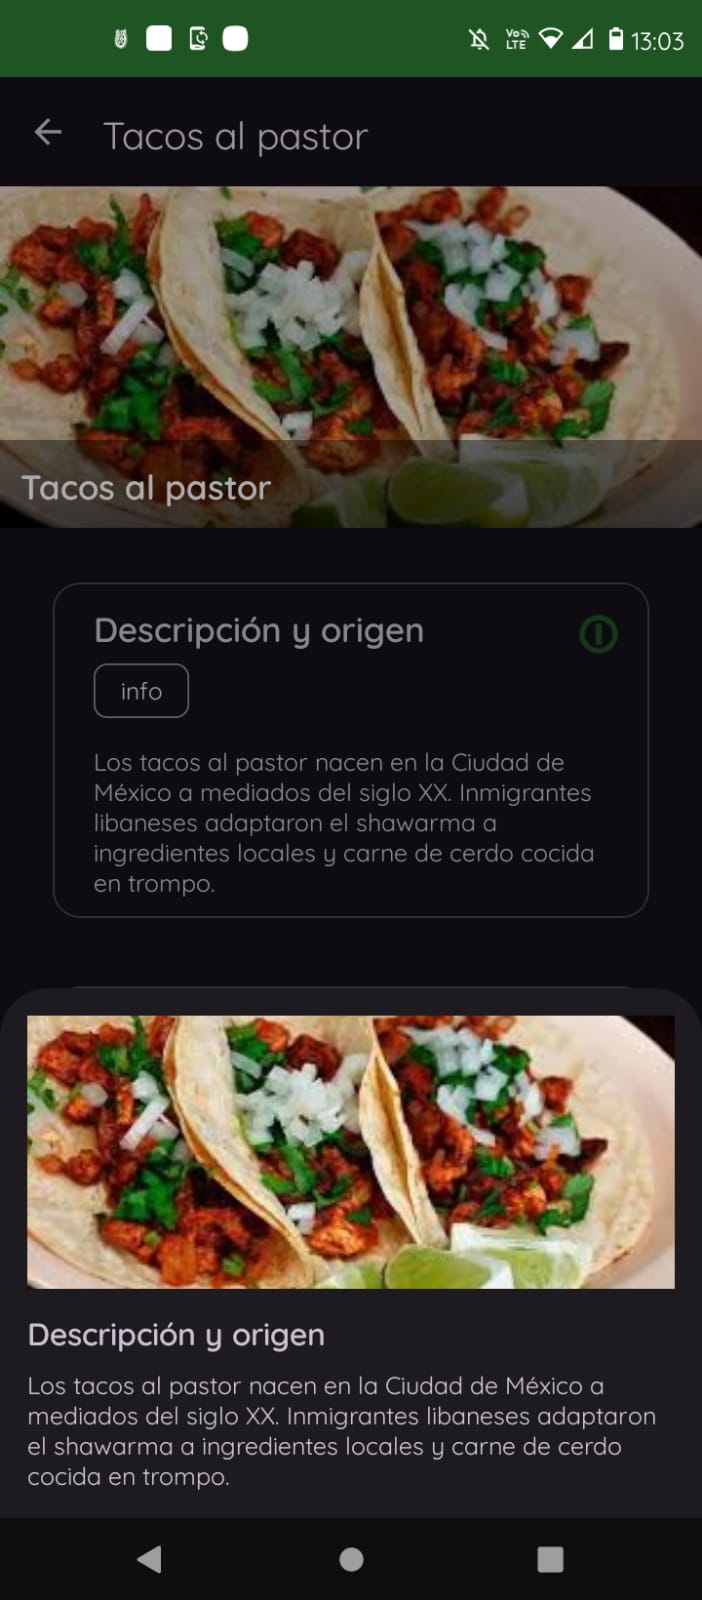 Vo LTE 13:03
Tacos al pastor
Tacos al pastor
Descripción y origen
info
Los tacos al pastor nacen en la Ciudad de
México a mediados del siglo XX. Inmigrantes
libaneses adaptaron el shawarma a
ingredientes locales y carne de cerdo cocida
en trompo.
Descripción y origen
Los tacos al pastor nacen en la Ciudad de México a
mediados del siglo XX. Inmigrantes libaneses adaptaron
el shawarma a ingredientes locales y carne de cerdo
cocida en trompo.